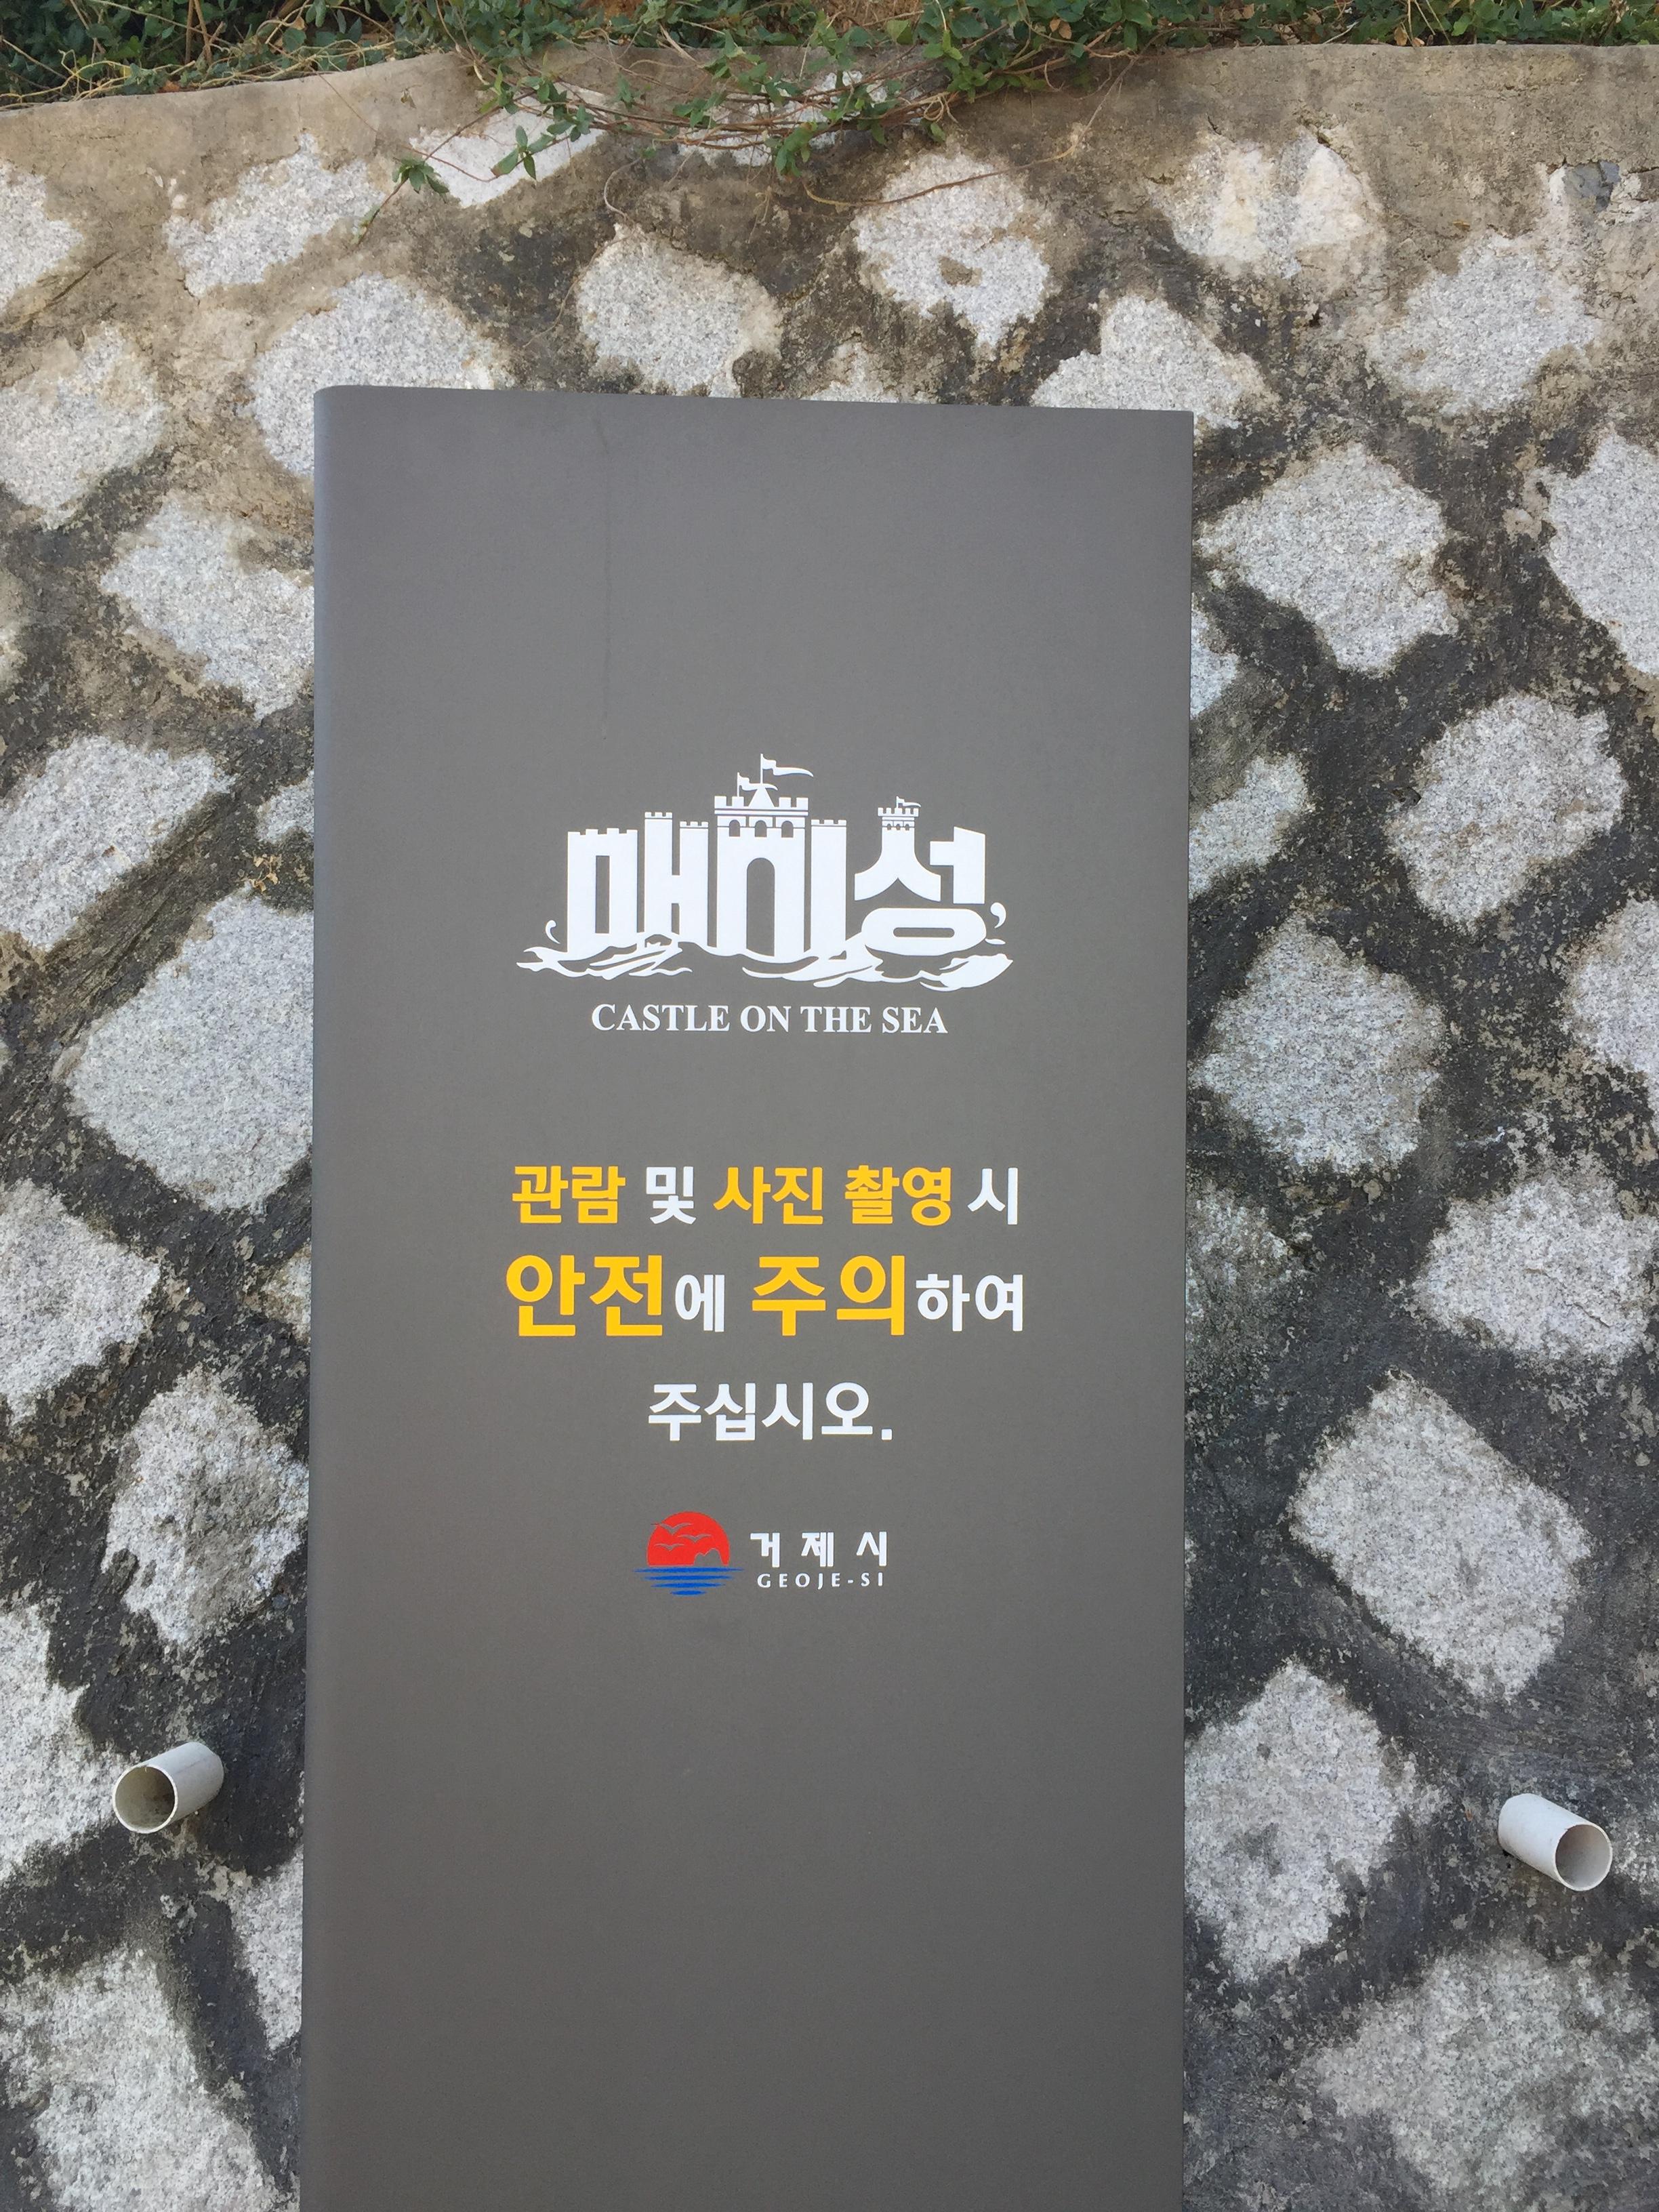 매미성
CASTLE ON THE SEA
관람 및 사진 촬영 시
안전에 주의하여
주십시오.
거제시
GEOJE-SI